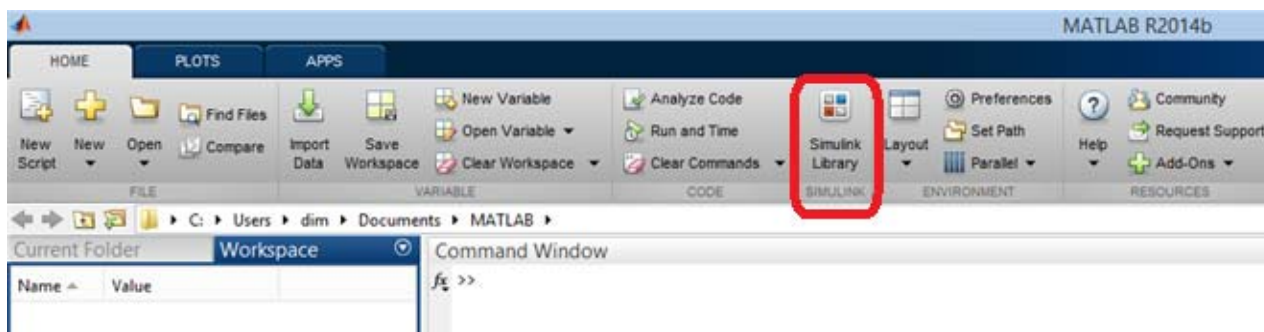 MATLAB R2014b
HOME PLOTS APPS
New Script
New
Open
Find Files
Compare
Import Data
Save Workspace
New Variable
Open Variable
Clear Workspace
Analyze Code
Run and Time
Clear Commands
Simulink Library
Layout
Preferences
Set Path
Parallel
? Help
Community
Request Support
Add-Ons
FILE VARIABLE CODE SIMULINK ENVIRONMENT RESOURCES
C: Users dim Documents MATLAB
Current Folder Workspace Command Window
Name Value
fx >>